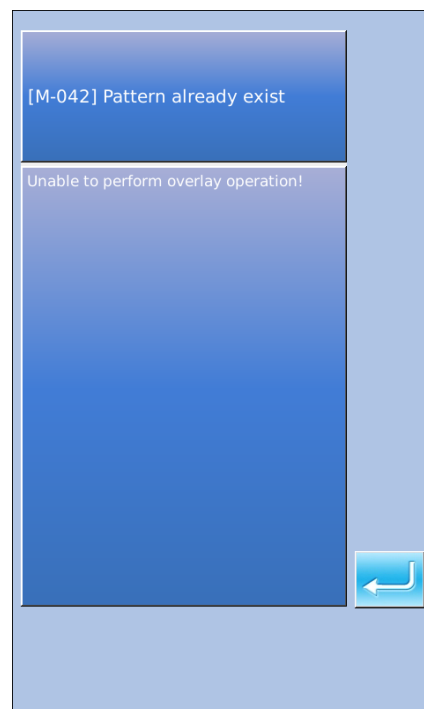 [M-042] Pattern already exist
Unable to perform overlay operation!